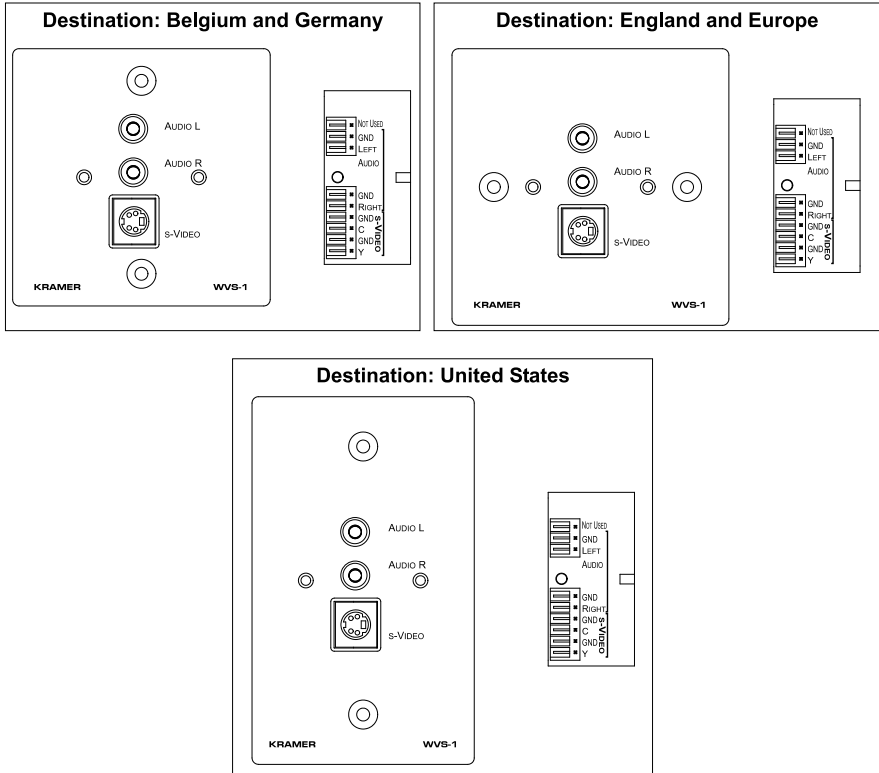 Destination: Belgium and Germany
AUDIO L
AUDIO R
S-VIDEO
KRAMER WVS-1
NOT USED
GND
LEFT
AUDIO
GND
RIGHT
GND
C
GND
Y
S-VIDEO
Destination: England and Europe
AUDIO L
AUDIO R
S-VIDEO
KRAMER WVS-1
NOT USED
GND
LEFT
AUDIO
GND
RIGHT
GND
C
GND
Y
S-VIDEO
Destination: United States
AUDIO L
AUDIO R
S-VIDEO
KRAMER WVS-1
NOT USED
GND
LEFT
AUDIO
GND
RIGHT
GND
C
GND
Y
S-VIDEO